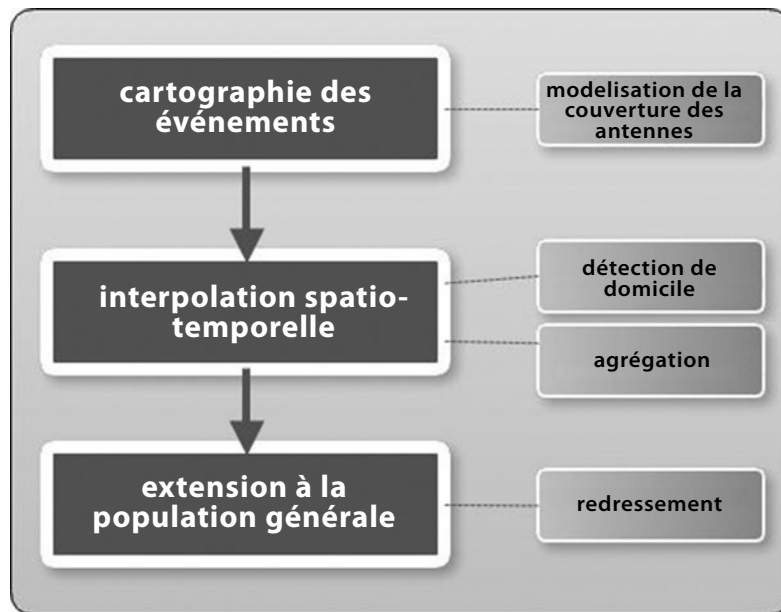 cartographie des
événements
modelisation de la
couverture des
antennes
interpolation spatio-
temporelle
détection de
domicile
agrégation
extension à la
population générale
redressement